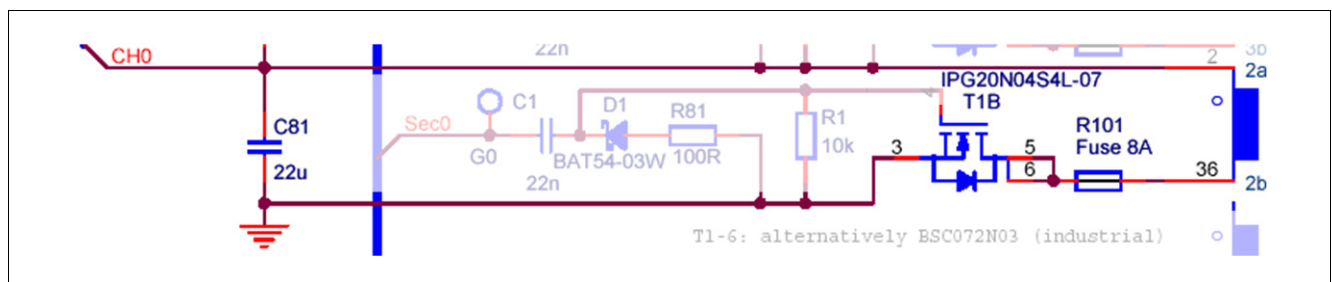 22n
2
3b
CH0
2a
IPG20N04S4L-07
4
T1B
C1
D1
R81
R1
10k
Sec0
C81
22u
G0
BAT54-03W
100R
22n
3
5
6
R101
Fuse 8A
36
2b
T1-6: alternatively BSC072N03 (industrial)